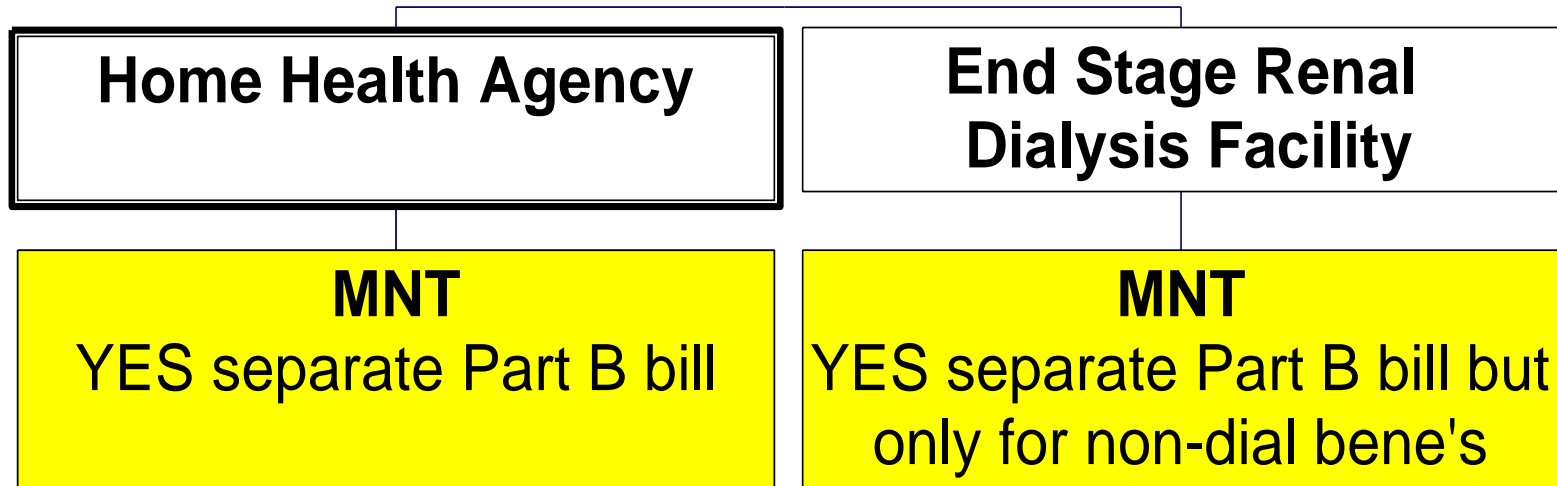 Home Health Agency
End Stage Renal
Dialysis Facility
MNT
YES separate Part B bill
MNT
YES separate Part B bill but
only for non-dial bene's